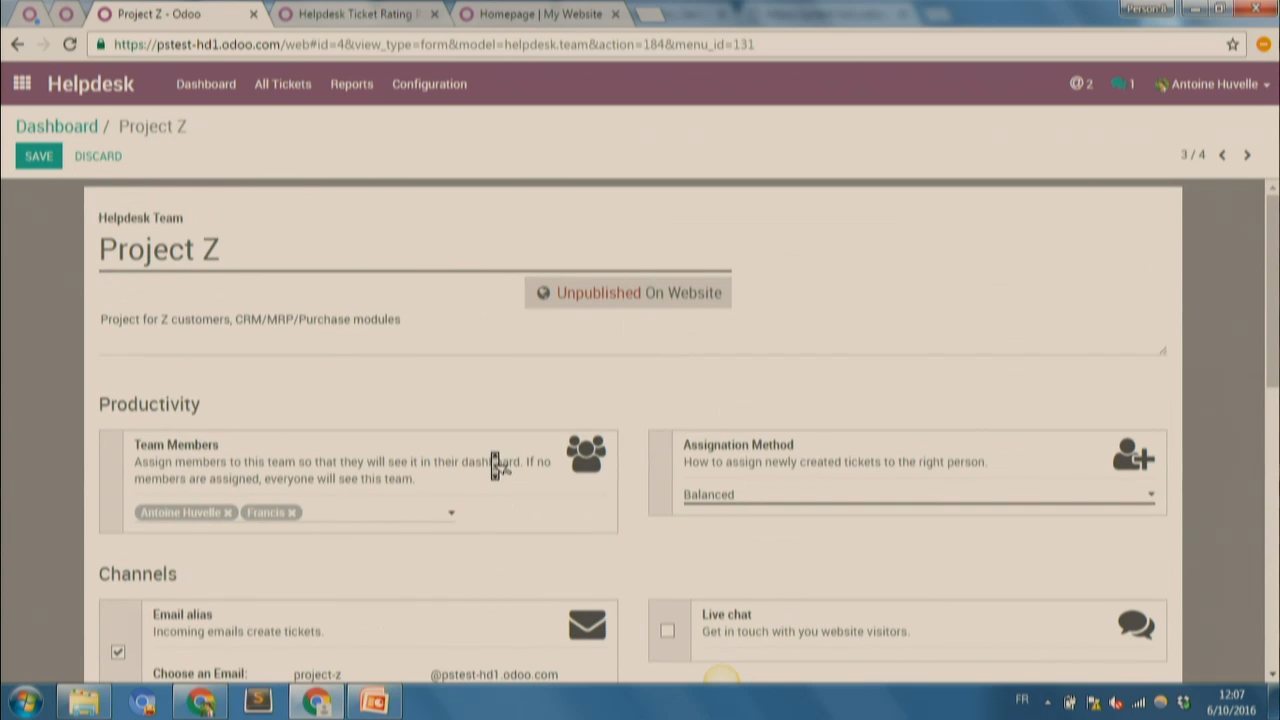 Project Z - Odoo
Helpdesk Ticket Rating
Homepage | My Website
https://pstest-hd1.odoo.com/web#id=4&view_type=form&model=helpdesk.team&action=184&menu_id=131
Helpdesk Dashboard All Tickets Reports Configuration @2 1 Antoine Huvelle
Dashboard / Project Z
SAVE DISCARD 3 / 4
Helpdesk Team
Project Z
Unpublished On Website
Project for Z customers, CRM/MRP/Purchase modules
Productivity
Team Members
Assign members to this team so that they will see it in their dashboard. If no
members are assigned, everyone will see this team.
Antoine Huvelle × Francis ×
Assignation Method
How to assign newly created tickets to the right person.
Balanced
Channels
Email alias
Incoming emails create tickets.
Choose an Email: project-z @pstest-hd1.odoo.com
Live chat
Get in touch with you website visitors.
FR
12:07
6/10/2016